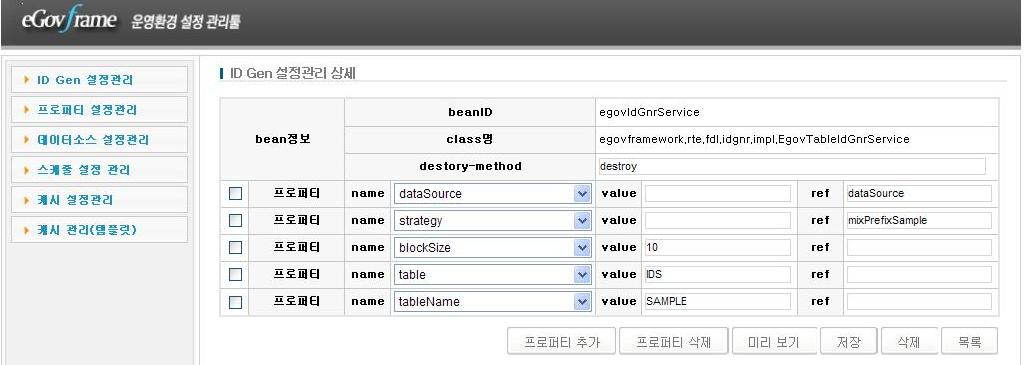 eGovframe 운영환경 설정 관리툴
ID Gen 설정관리
프로퍼티 설정관리
데이터소스 설정관리
스케줄 설정 관리
캐시 설정관리
캐시 관리(템플릿)
ID Gen 설정관리 상세
bean정보
beanID egovIdGnrService
class명 egovframework,rte,fdl,idgnr,impl,EgovTableIdGnrService
destory-method destroy
프로퍼티 name dataSource value ref dataSource
프로퍼티 name strategy value ref mixPrefixSample
프로퍼티 name blockSize value 10 ref
프로퍼티 name table value IDS ref
프로퍼티 name tableName value SAMPLE ref
프로퍼티 추가 프로퍼티 삭제 미리 보기 저장 삭제 목록